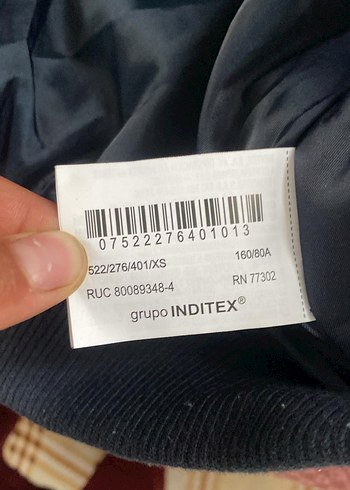 07522276401013
522/276/401/XS 160/80A
RUC 80089348-4 RN 77302
grupo INDITEX®